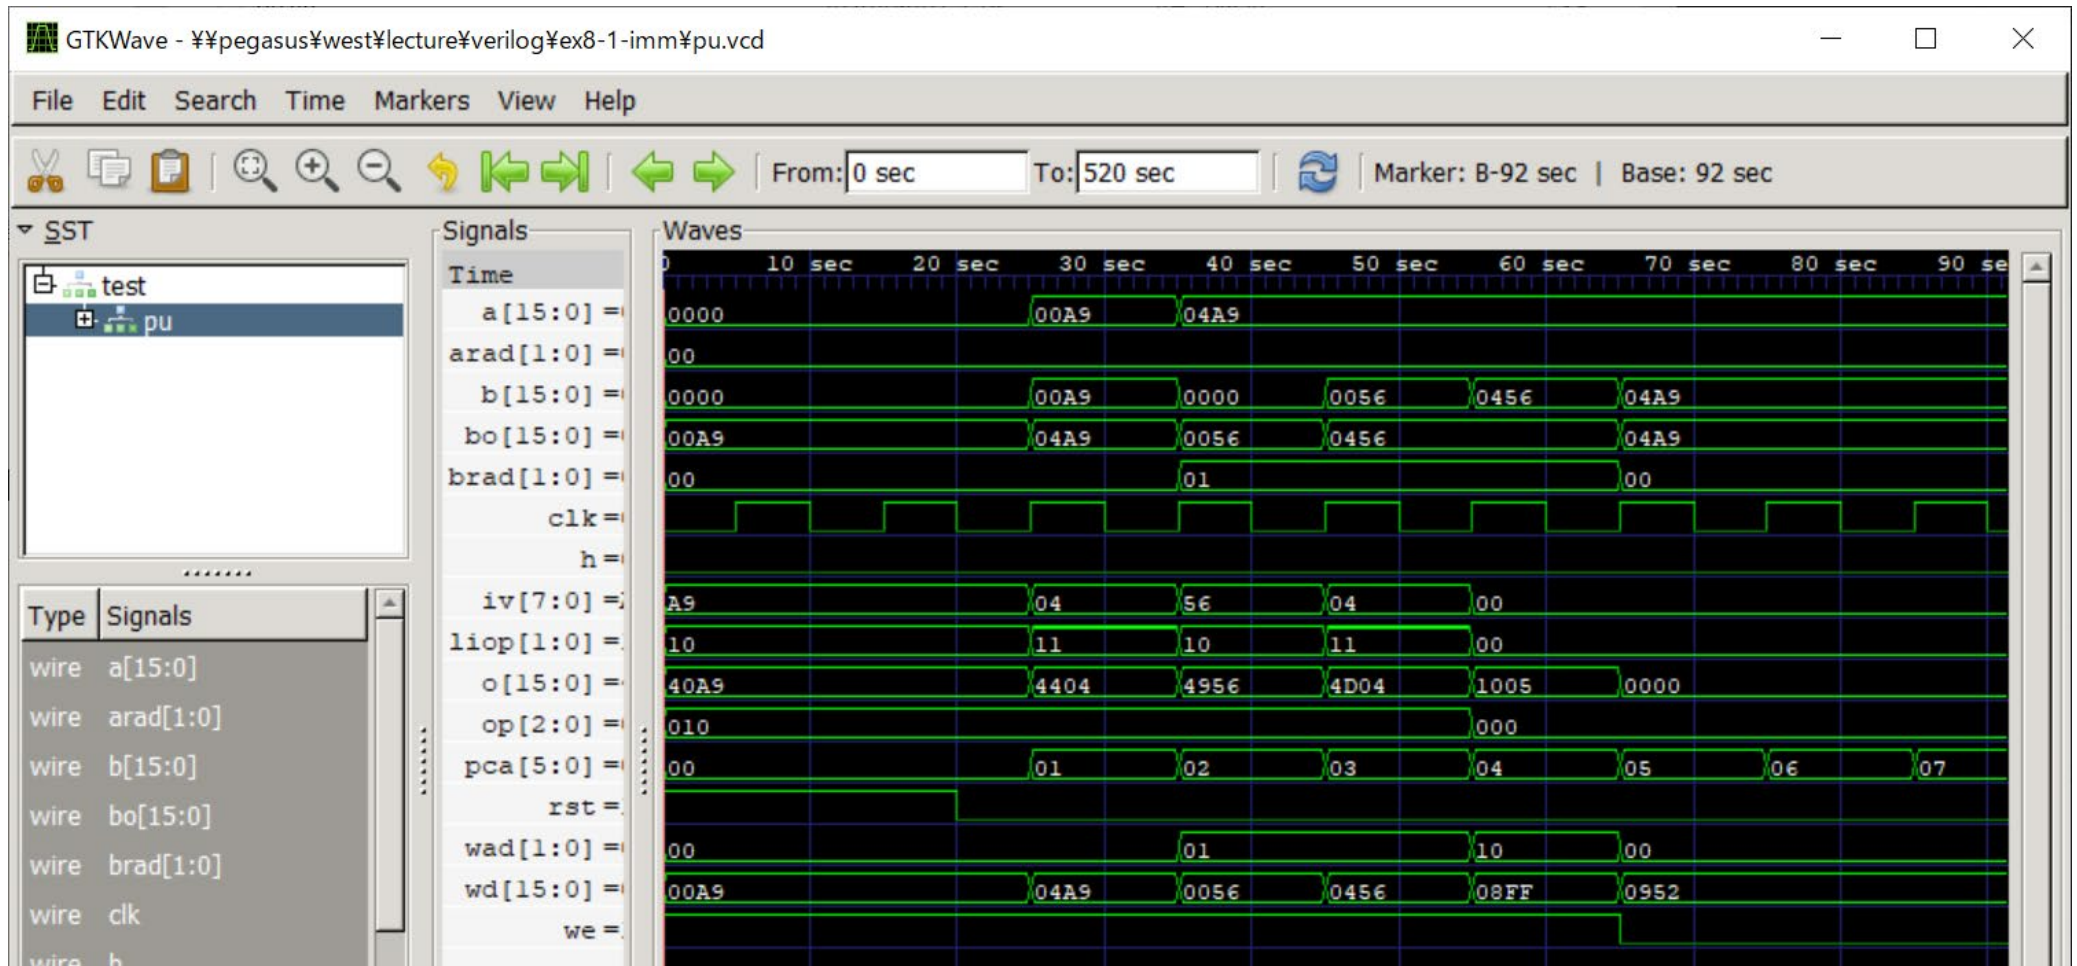 GTKWave - ¥¥pegasus¥west¥lecture¥verilog¥ex8-1-imm¥pu.vcd
File Edit Search Time Markers View Help
From: 0 sec To: 520 sec Marker: B-92 sec | Base: 92 sec
SST
test
pu
Type Signals
wire a[15:0]
wire arad[1:0]
wire b[15:0]
wire bo[15:0]
wire brad[1:0]
wire clk
wire h
Signals
Time
a[15:0] =
arad[1:0] =
b[15:0] =
bo[15:0] =
brad[1:0] =
clk =
h =
iv[7:0] =
liop[1:0] =
o[15:0] =
op[2:0] =
pca[5:0] =
rst =
wad[1:0] =
wd[15:0] =
we =
Waves
0 10 sec 20 sec 30 sec 40 sec 50 sec 60 sec 70 sec 80 sec 90 se
0000 00A9 04A9
00
0000 00A9 0000 0056 0456 04A9
00A9 04A9 0056 0456 04A9
00 01 00
A9 04 56 04 00
10 11 10 11 00
40A9 4404 4956 4D04 1005 0000
010 000
00 01 02 03 04 05 06 07
00 01 10 00
00A9 04A9 0056 0456 08FF 0952